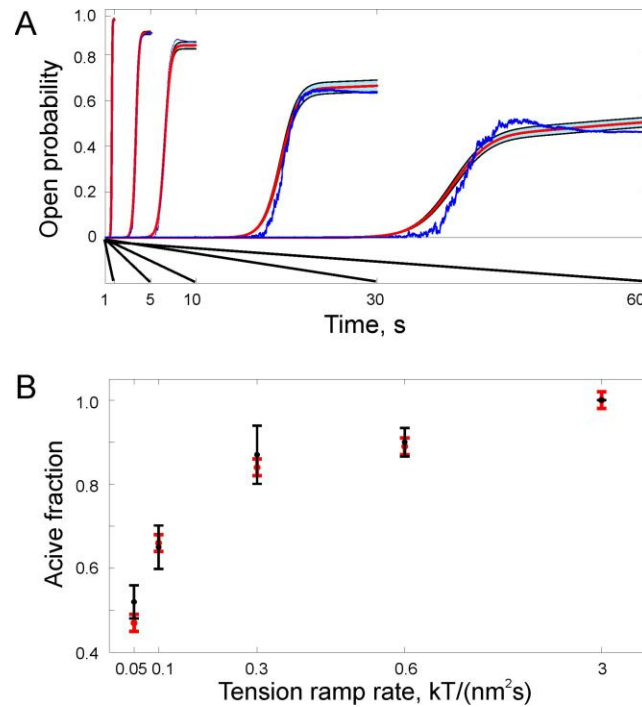 A
Open probability
1.0
0.8
0.6
0.4
0.2
0
1 5 10 30 60
Time, s
B
Acive fraction
1.0
0.8
0.6
0.4
0.05 0.1 0.3 0.6 3
Tension ramp rate, kT/(nm²s)